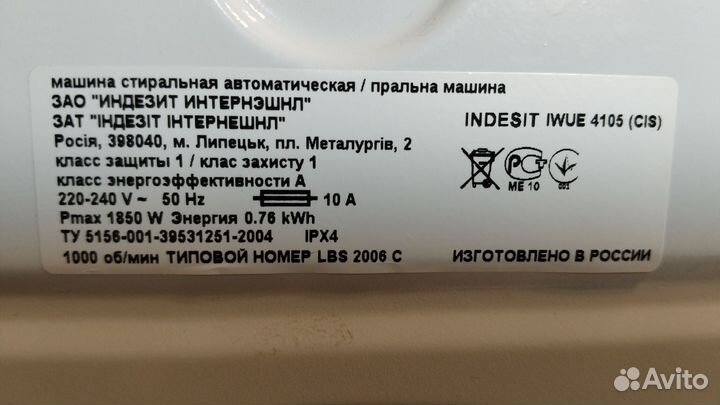 машина стиральная автоматическая / пральна машина
ЗАО "ИНДЕЗИТ ИНТЕРНЭШНЛ"
ЗАТ "ІНДЕЗІТ ІНТЕРНЕШНЛ"
INDESIT IWUE 4105 (CIS)
Росія, 398040, м. Липецьк, пл. Металургів, 2
класс защиты 1 / клас захисту 1
класс энергоэффективности А
220-240 V ~ 50 Hz 10 A
Pmax 1850 W Энергия 0.76 kWh
ТУ 5156-001-39531251-2004 IPX4
1000 об/мин ТИПОВОЙ НОМЕР LBS 2006 C
РСТ
ME 10
001
ИЗГОТОВЛЕНО В РОССИИ
Avito